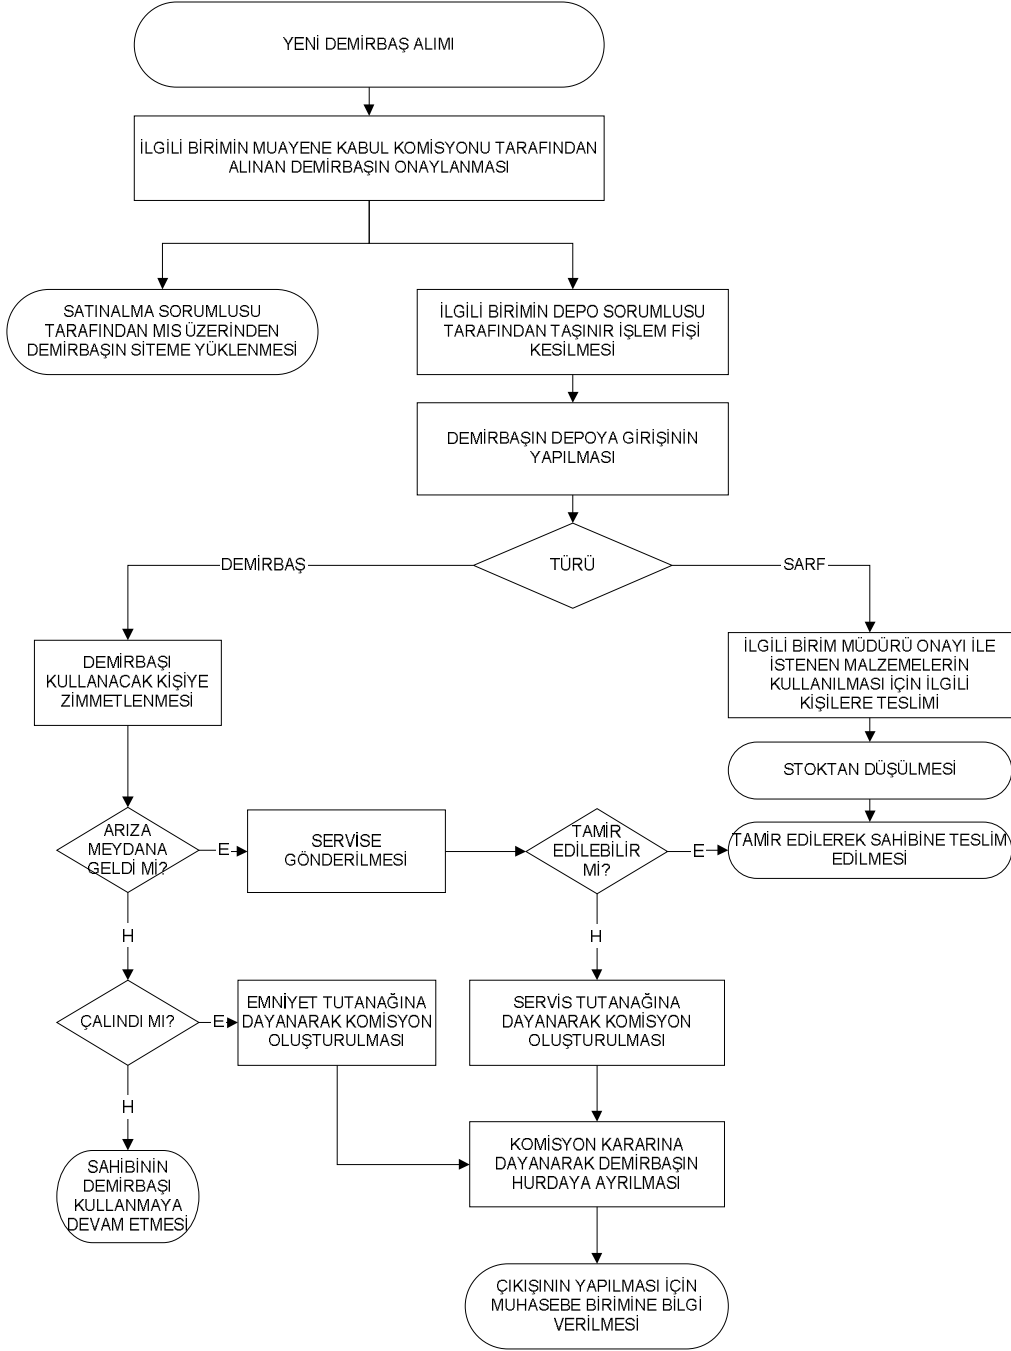 YENİ DEMİRBAŞ ALIMI
İLGİLİ BİRİMİN MUAYENE KABUL KOMİSYONU TARAFINDAN
ALINAN DEMİRBAŞIN ONAYLANMASI
SATINALMA SORUMLUSU
TARAFINDAN MIS ÜZERİNDEN
DEMİRBAŞIN SİTEME YÜKLENMESİ
İLGİLİ BİRİMİN DEPO SORUMLUSU
TARAFINDAN TAŞINIR İŞLEM FİŞİ
KESİLMESİ
DEMİRBAŞIN DEPOYA GİRİŞİNİN
YAPILMASI
TÜRÜ
DEMİRBAŞ
SARF
DEMİRBAŞI
KULLANACAK KİŞİYE
ZİMMETLENMESİ
İLGİLİ BİRİM MÜDÜRÜ ONAYI İLE
İSTENEN MALZEMELERİN
KULLANILMASI İÇİN İLGİLİ
KİŞİLERE TESLİMİ
STOKTAN DÜŞÜLMESİ
ARIZA
MEYDANA
GELDİ Mİ?
E
SERVİSE
GÖNDERİLMESİ
TAMİR
EDİLEBİLİR
Mİ?
E
TAMİR EDİLEREK SAHİBİNE TESLİM
EDİLMESİ
H
H
ÇALINDI MI?
E
EMNİYET TUTANAĞINA
DAYANARAK KOMİSYON
OLUŞTURULMASI
SERVİS TUTANAĞINA
DAYANARAK KOMİSYON
OLUŞTURULMASI
H
SAHİBİNİN
DEMİRBAŞI
KULLANMAYA
DEVAM ETMESİ
KOMİSYON KARARINA
DAYANARAK DEMİRBAŞIN
HURDAYA AYRILMASI
ÇIKIŞININ YAPILMASI İÇİN
MUHASEBE BİRİMİNE BİLGİ
VERİLMESİ